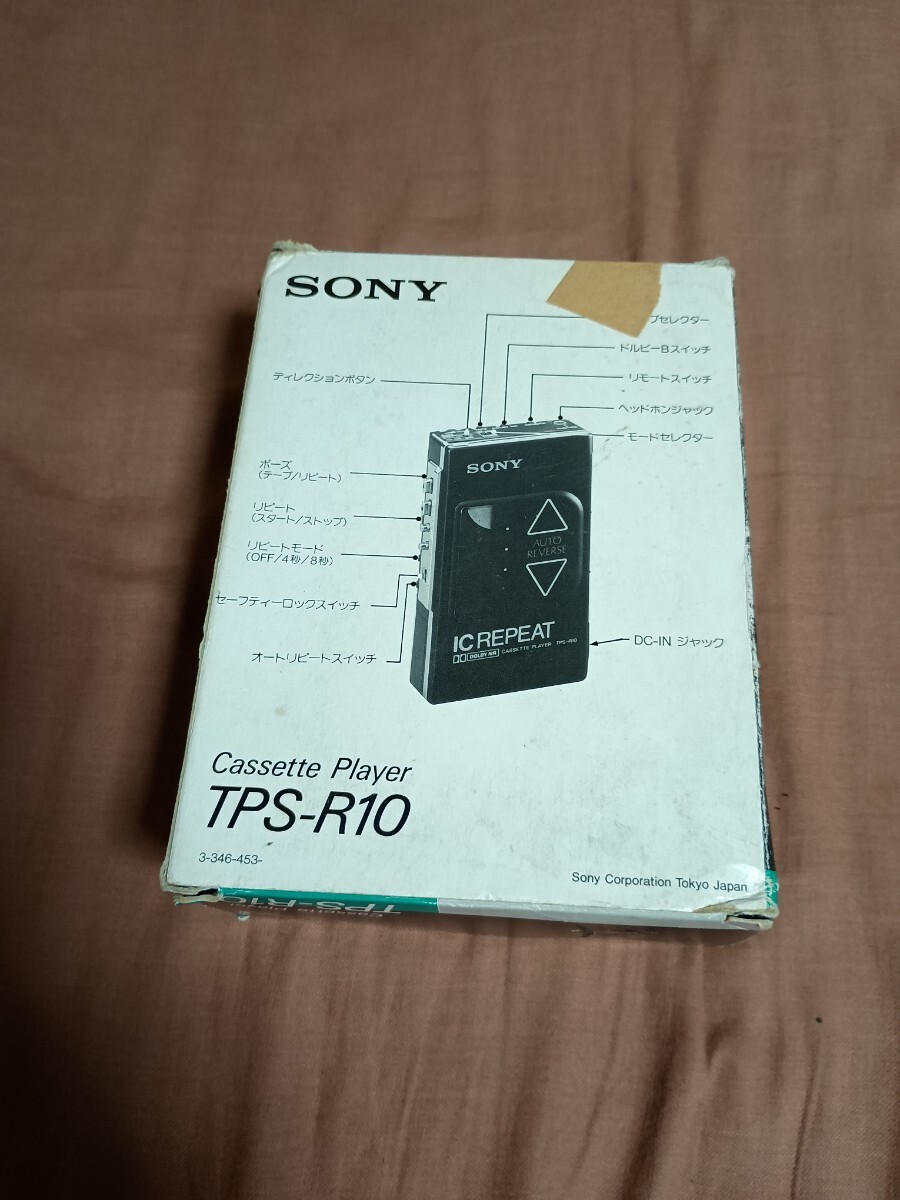 SONY
プセレクター
ドルビーBスイッチ
ディレクションボタン
リモートスイッチ
ヘッドホンジャック
モードセレクター
ポーズ
(テープ/リピート)
リピート
(スタート/ストップ)
リピートモード
(OFF/4秒/8秒)
セーフティーロックスイッチ
オートリピートスイッチ
SONY
AUTO
REVERSE
IC REPEAT
DOLBY NR CASSETTE PLAYER TPS-R10
DC-IN ジャック
Cassette Player
TPS-R10
3-346-453-
Sony Corporation Tokyo Japan
Cassette Player
TPS-R10